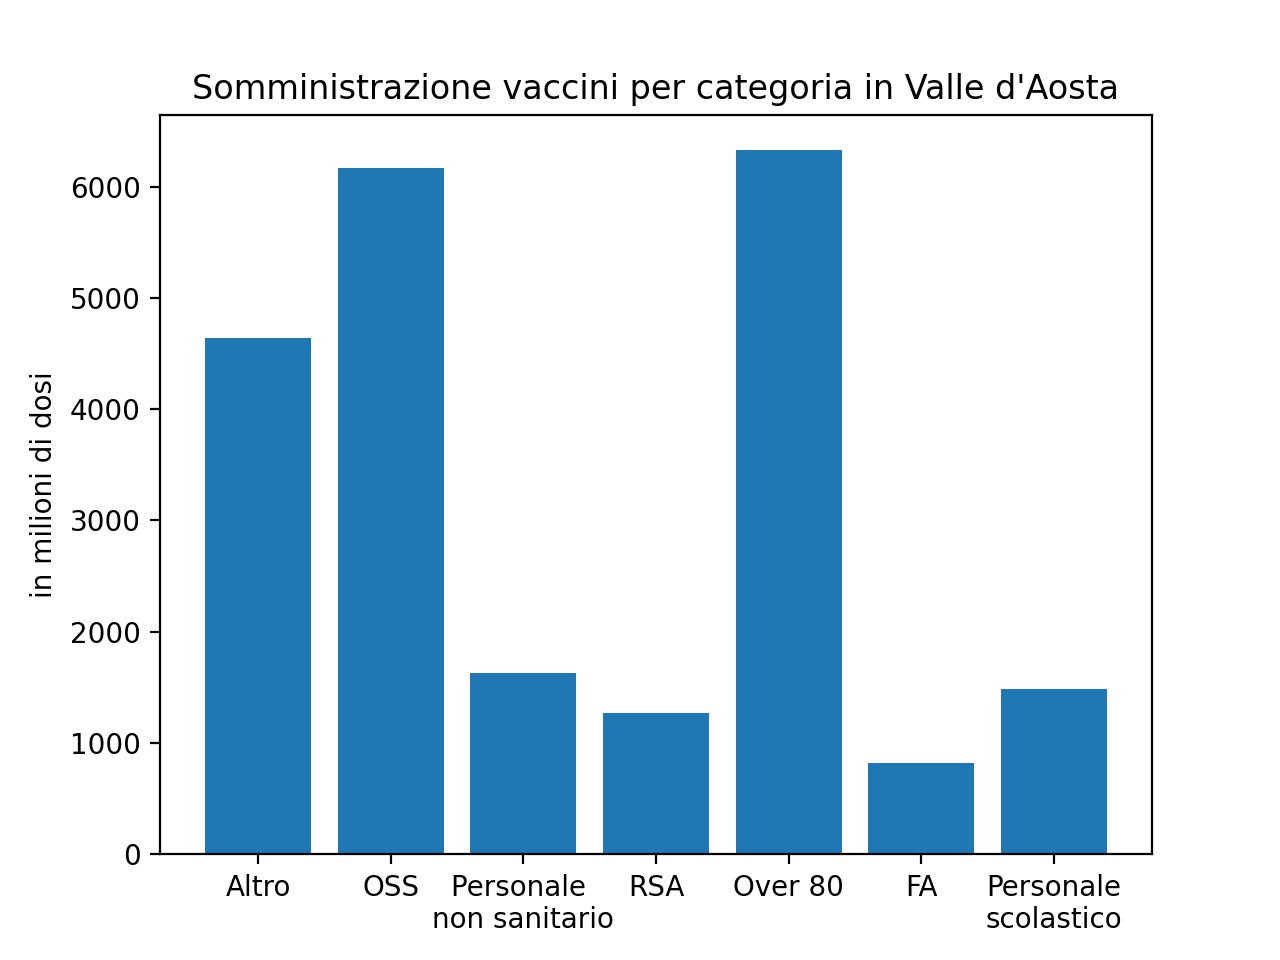 Somministrazione vaccini per categoria in Valle d'Aosta
in milioni di dosi
6000
5000
4000
3000
2000
1000
0
Altro
OSS
Personale
non sanitario
RSA
Over 80
FA
Personale
scolastico